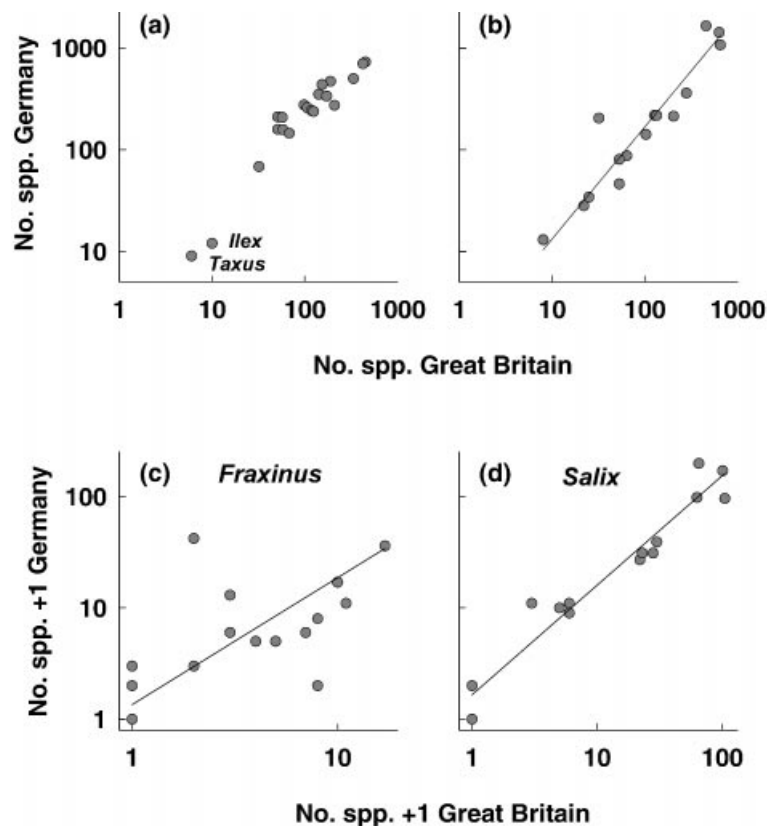 (a)
(b)
No. spp. Germany
1000
100
10
Ilex
Taxus
1 10 100 1000
1 10 100 1000
No. spp. Great Britain
(c) Fraxinus
(d) Salix
No. spp. +1 Germany
100
10
1
1 10
1 10 100
No. spp. +1 Great Britain